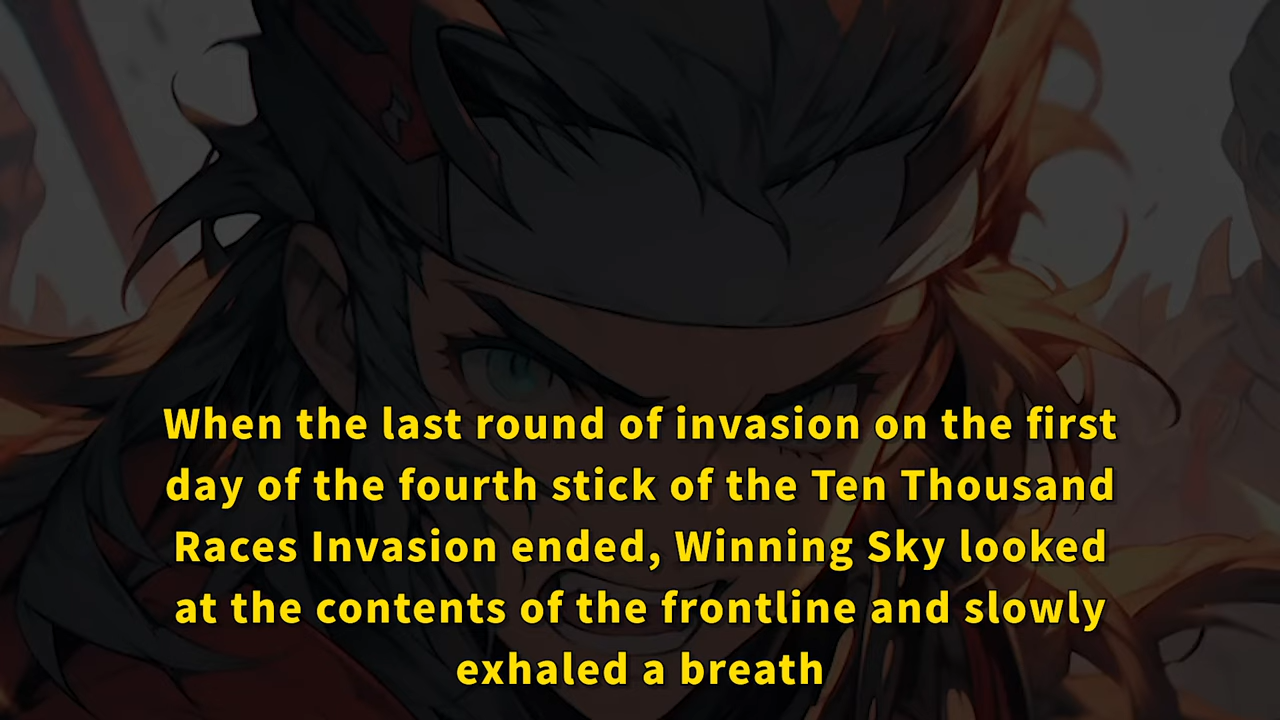 When the last round of invasion on the first
day of the fourth stick of the Ten Thousand
Races Invasion ended, Winning Sky looked
at the contents of the frontline and slowly
exhaled a breath